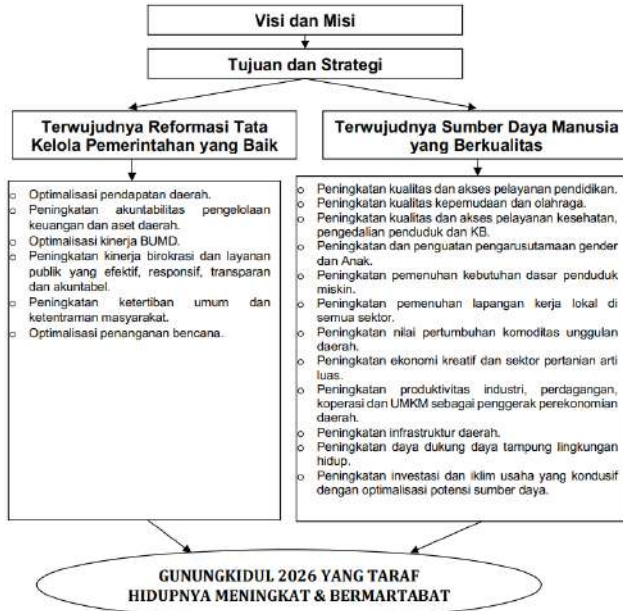 Visi dan Misi
Tujuan dan Strategi
Terwujudnya Reformasi Tata
Kelola Pemerintahan yang Baik
o Optimalisasi pendapatan daerah.
o Peningkatan akuntabilitas pengelolaan
keuangan dan aset daerah.
o Optimalisasi kinerja BUMD.
o Peningkatan kinerja birokrasi dan layanan
publik yang efektif, responsif, transparan
dan akuntabel.
o Peningkatan ketertiban umum dan
ketentraman masyarakat.
o Optimalisasi penanganan bencana.
Terwujudnya Sumber Daya Manusia
yang Berkualitas
o Peningkatan kualitas dan akses pelayanan pendidikan.
o Peningkatan kualitas kepemudaan dan olahraga.
o Peningkatan kualitas dan akses pelayanan kesehatan,
pengedalian penduduk dan KB.
o Peningkatan dan penguatan pengarusutamaan gender
dan Anak.
o Peningkatan pemenuhan kebutuhan dasar penduduk
miskin.
o Peningkatan pemenuhan lapangan kerja lokal di
semua sektor.
o Peningkatan nilai pertumbuhan komoditas unggulan
daerah.
o Peningkatan ekonomi kreatif dan sektor pertanian arti
luas.
o Peningkatan produktivitas industri, perdagangan,
koperasi dan UMKM sebagai penggerak perekonomian
daerah.
o Peningkatan infrastruktur daerah.
o Peningkatan daya dukung daya tampung lingkungan
hidup.
o Peningkatan investasi dan iklim usaha yang kondusif
dengan optimalisasi potensi sumber daya.
GUNUNGKIDUL 2026 YANG TARAF
HIDUPNYA MENINGKAT & BERMARTABAT